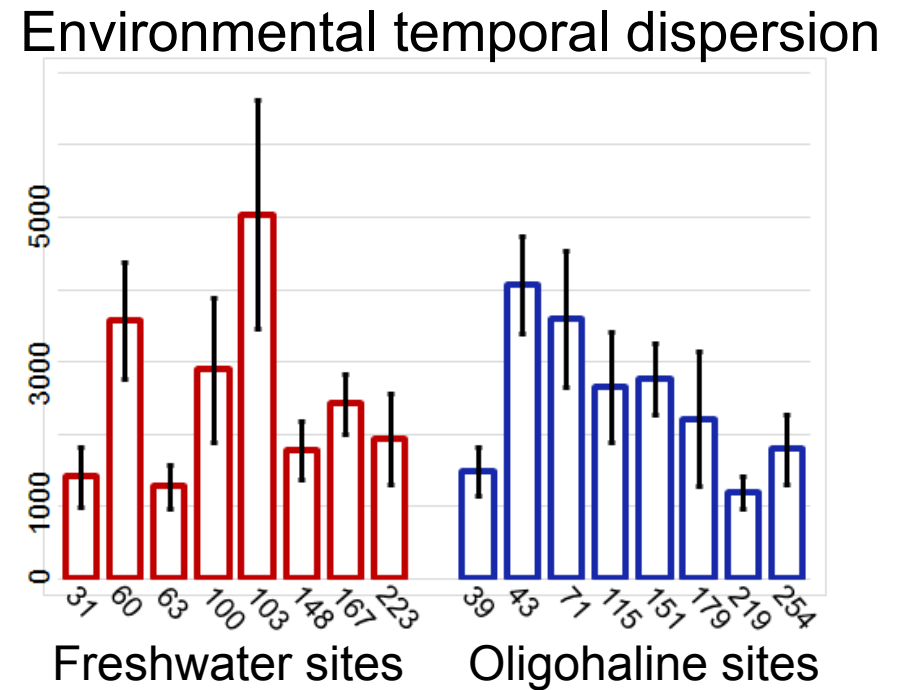 Environmental temporal dispersion
5000
3000
1000
0
31 60 63 100 103 148 167 223 39 43 71 115 151 179 219 254
Freshwater sites Oligohaline sites